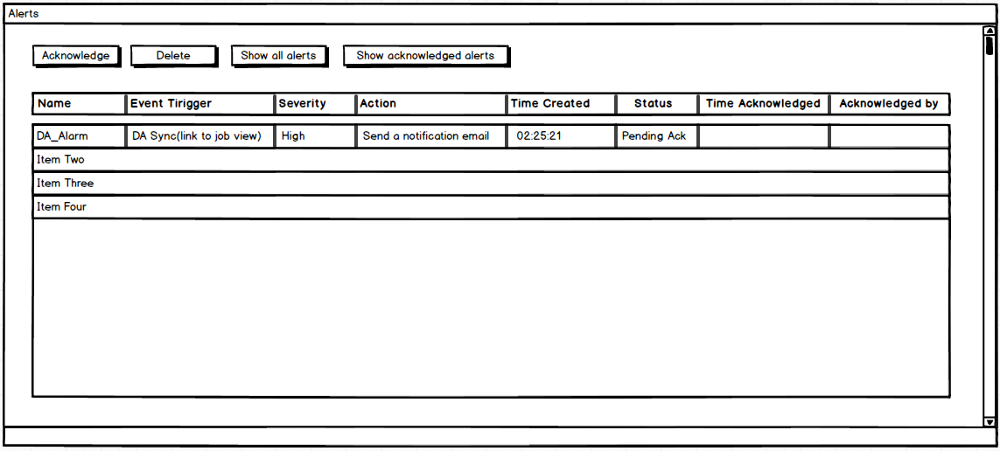 Alerts
Acknowledge Delete Show all alerts Show acknowledged alerts
Name Event Tirigger Severity Action Time Created Status Time Acknowledged Acknowledged by
DA_Alarm DA Sync(link to job view) High Send a notification email 02:25:21 Pending Ack
Item Two
Item Three
Item Four